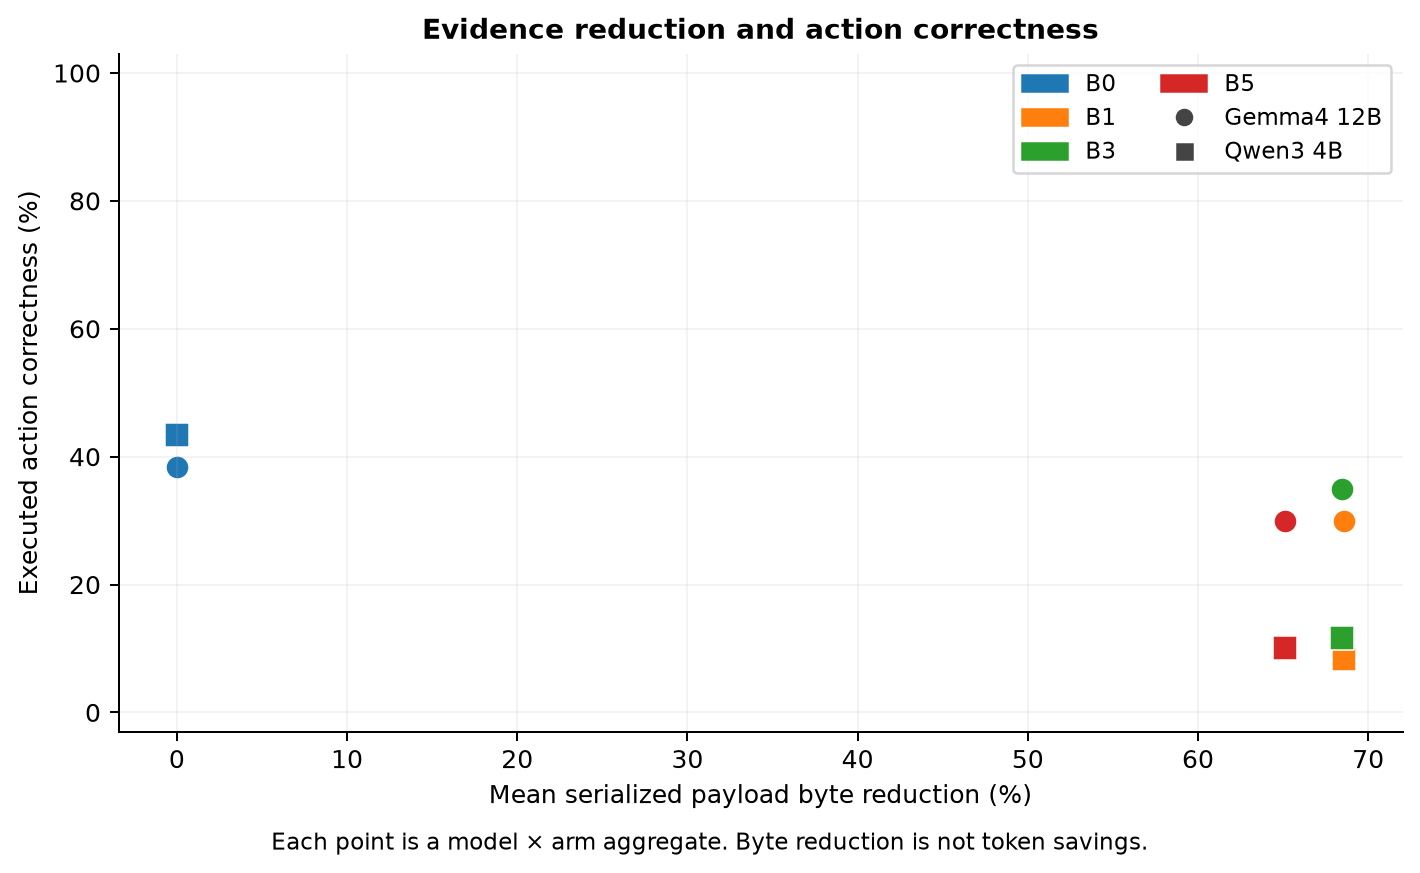 Evidence reduction and action correctness
B0
B1
B3
B5
Gemma4 12B
Qwen3 4B
Executed action correctness (%)
100
80
60
40
20
0
0 10 20 30 40 50 60 70
Mean serialized payload byte reduction (%)
Each point is a model × arm aggregate. Byte reduction is not token savings.